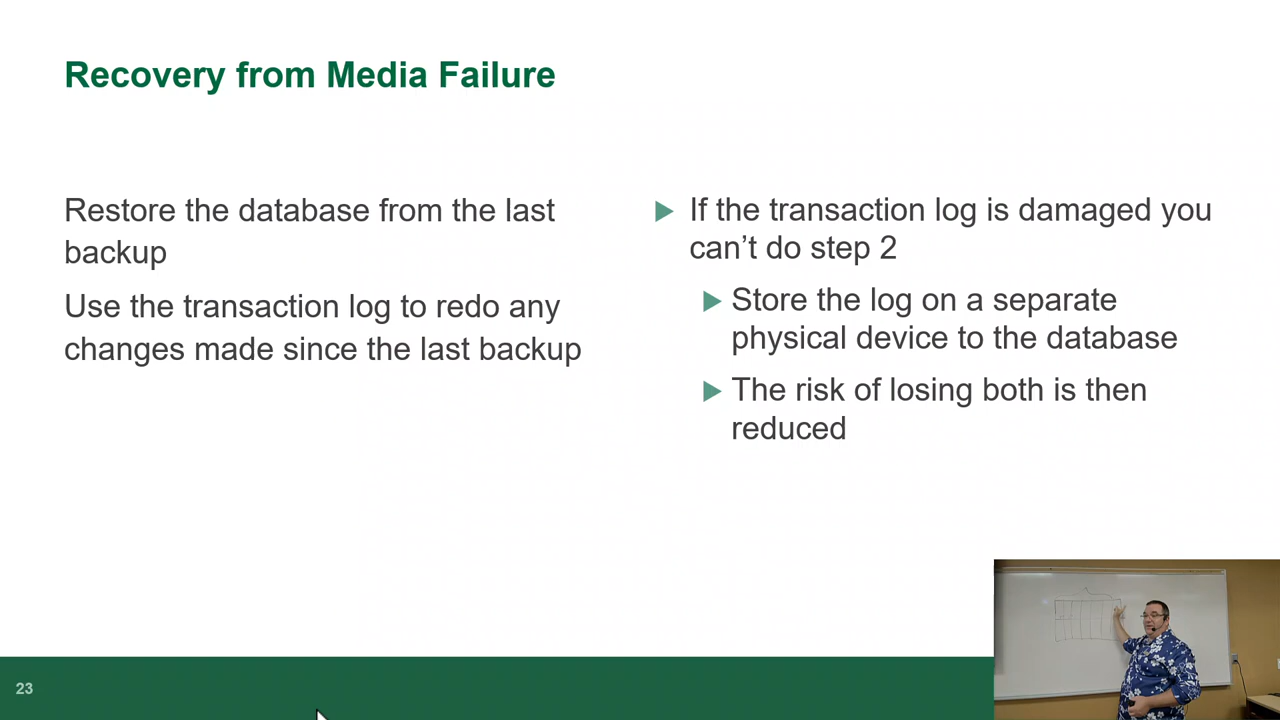 Recovery from Media Failure
Restore the database from the last
backup
Use the transaction log to redo any
changes made since the last backup
If the transaction log is damaged you
can’t do step 2
Store the log on a separate
physical device to the database
The risk of losing both is then
reduced
23